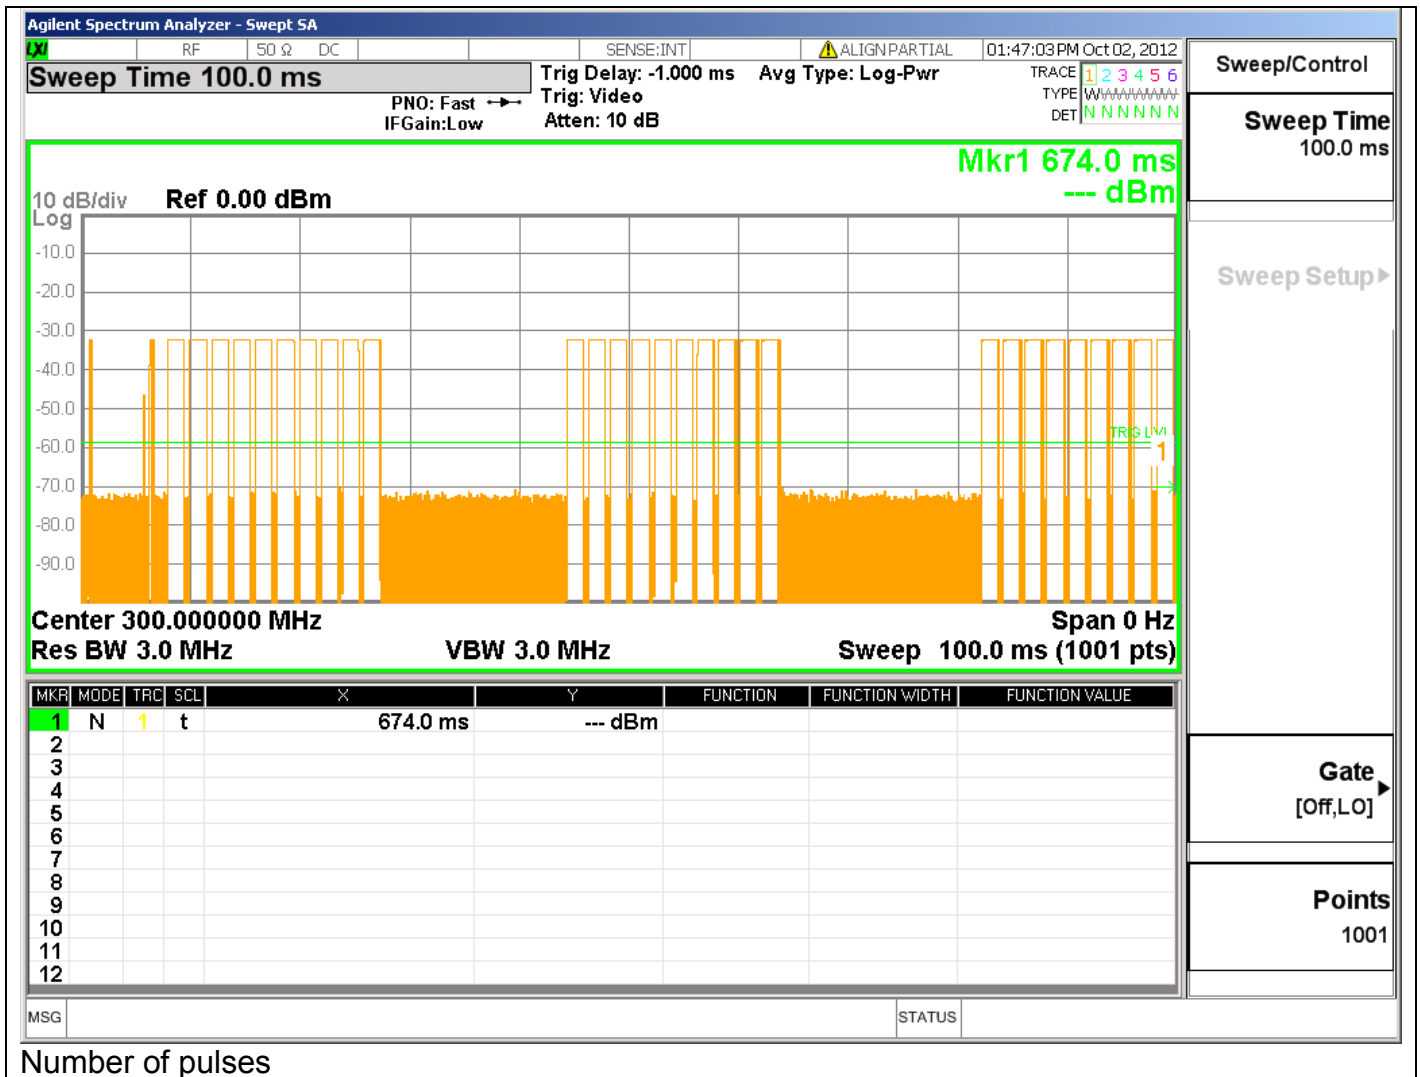 Agilent Spectrum Analyzer - Swept SA
LXI RF 50 Ω DC SENSE:INT ALIGN PARTIAL 01:47:03 PM Oct 02, 2012
Sweep Time 100.0 ms
PNO: Fast
IFGain:Low
Trig Delay: -1.000 ms
Trig: Video
Atten: 10 dB
Avg Type: Log-Pwr
TRACE 1 2 3 4 5 6
TYPE WWWWWW
DET N N N N N N
Mkr1 674.0 ms
--- dBm
10 dB/div Ref 0.00 dBm
Log
-10.0
-20.0
-30.0
-40.0
-50.0
-60.0
-70.0
-80.0
-90.0
TRIG LVL
1
Center 300.000000 MHz Span 0 Hz
Res BW 3.0 MHz VBW 3.0 MHz Sweep 100.0 ms (1001 pts)
MKR MODE TRC SCL X Y FUNCTION FUNCTION WIDTH FUNCTION VALUE
1 N 1 t 674.0 ms --- dBm
2
3
4
5
6
7
8
9
10
11
12
MSG STATUS
Sweep/Control
Sweep Time
100.0 ms
Sweep Setup
Gate
[Off,LO]
Points
1001
Number of pulses